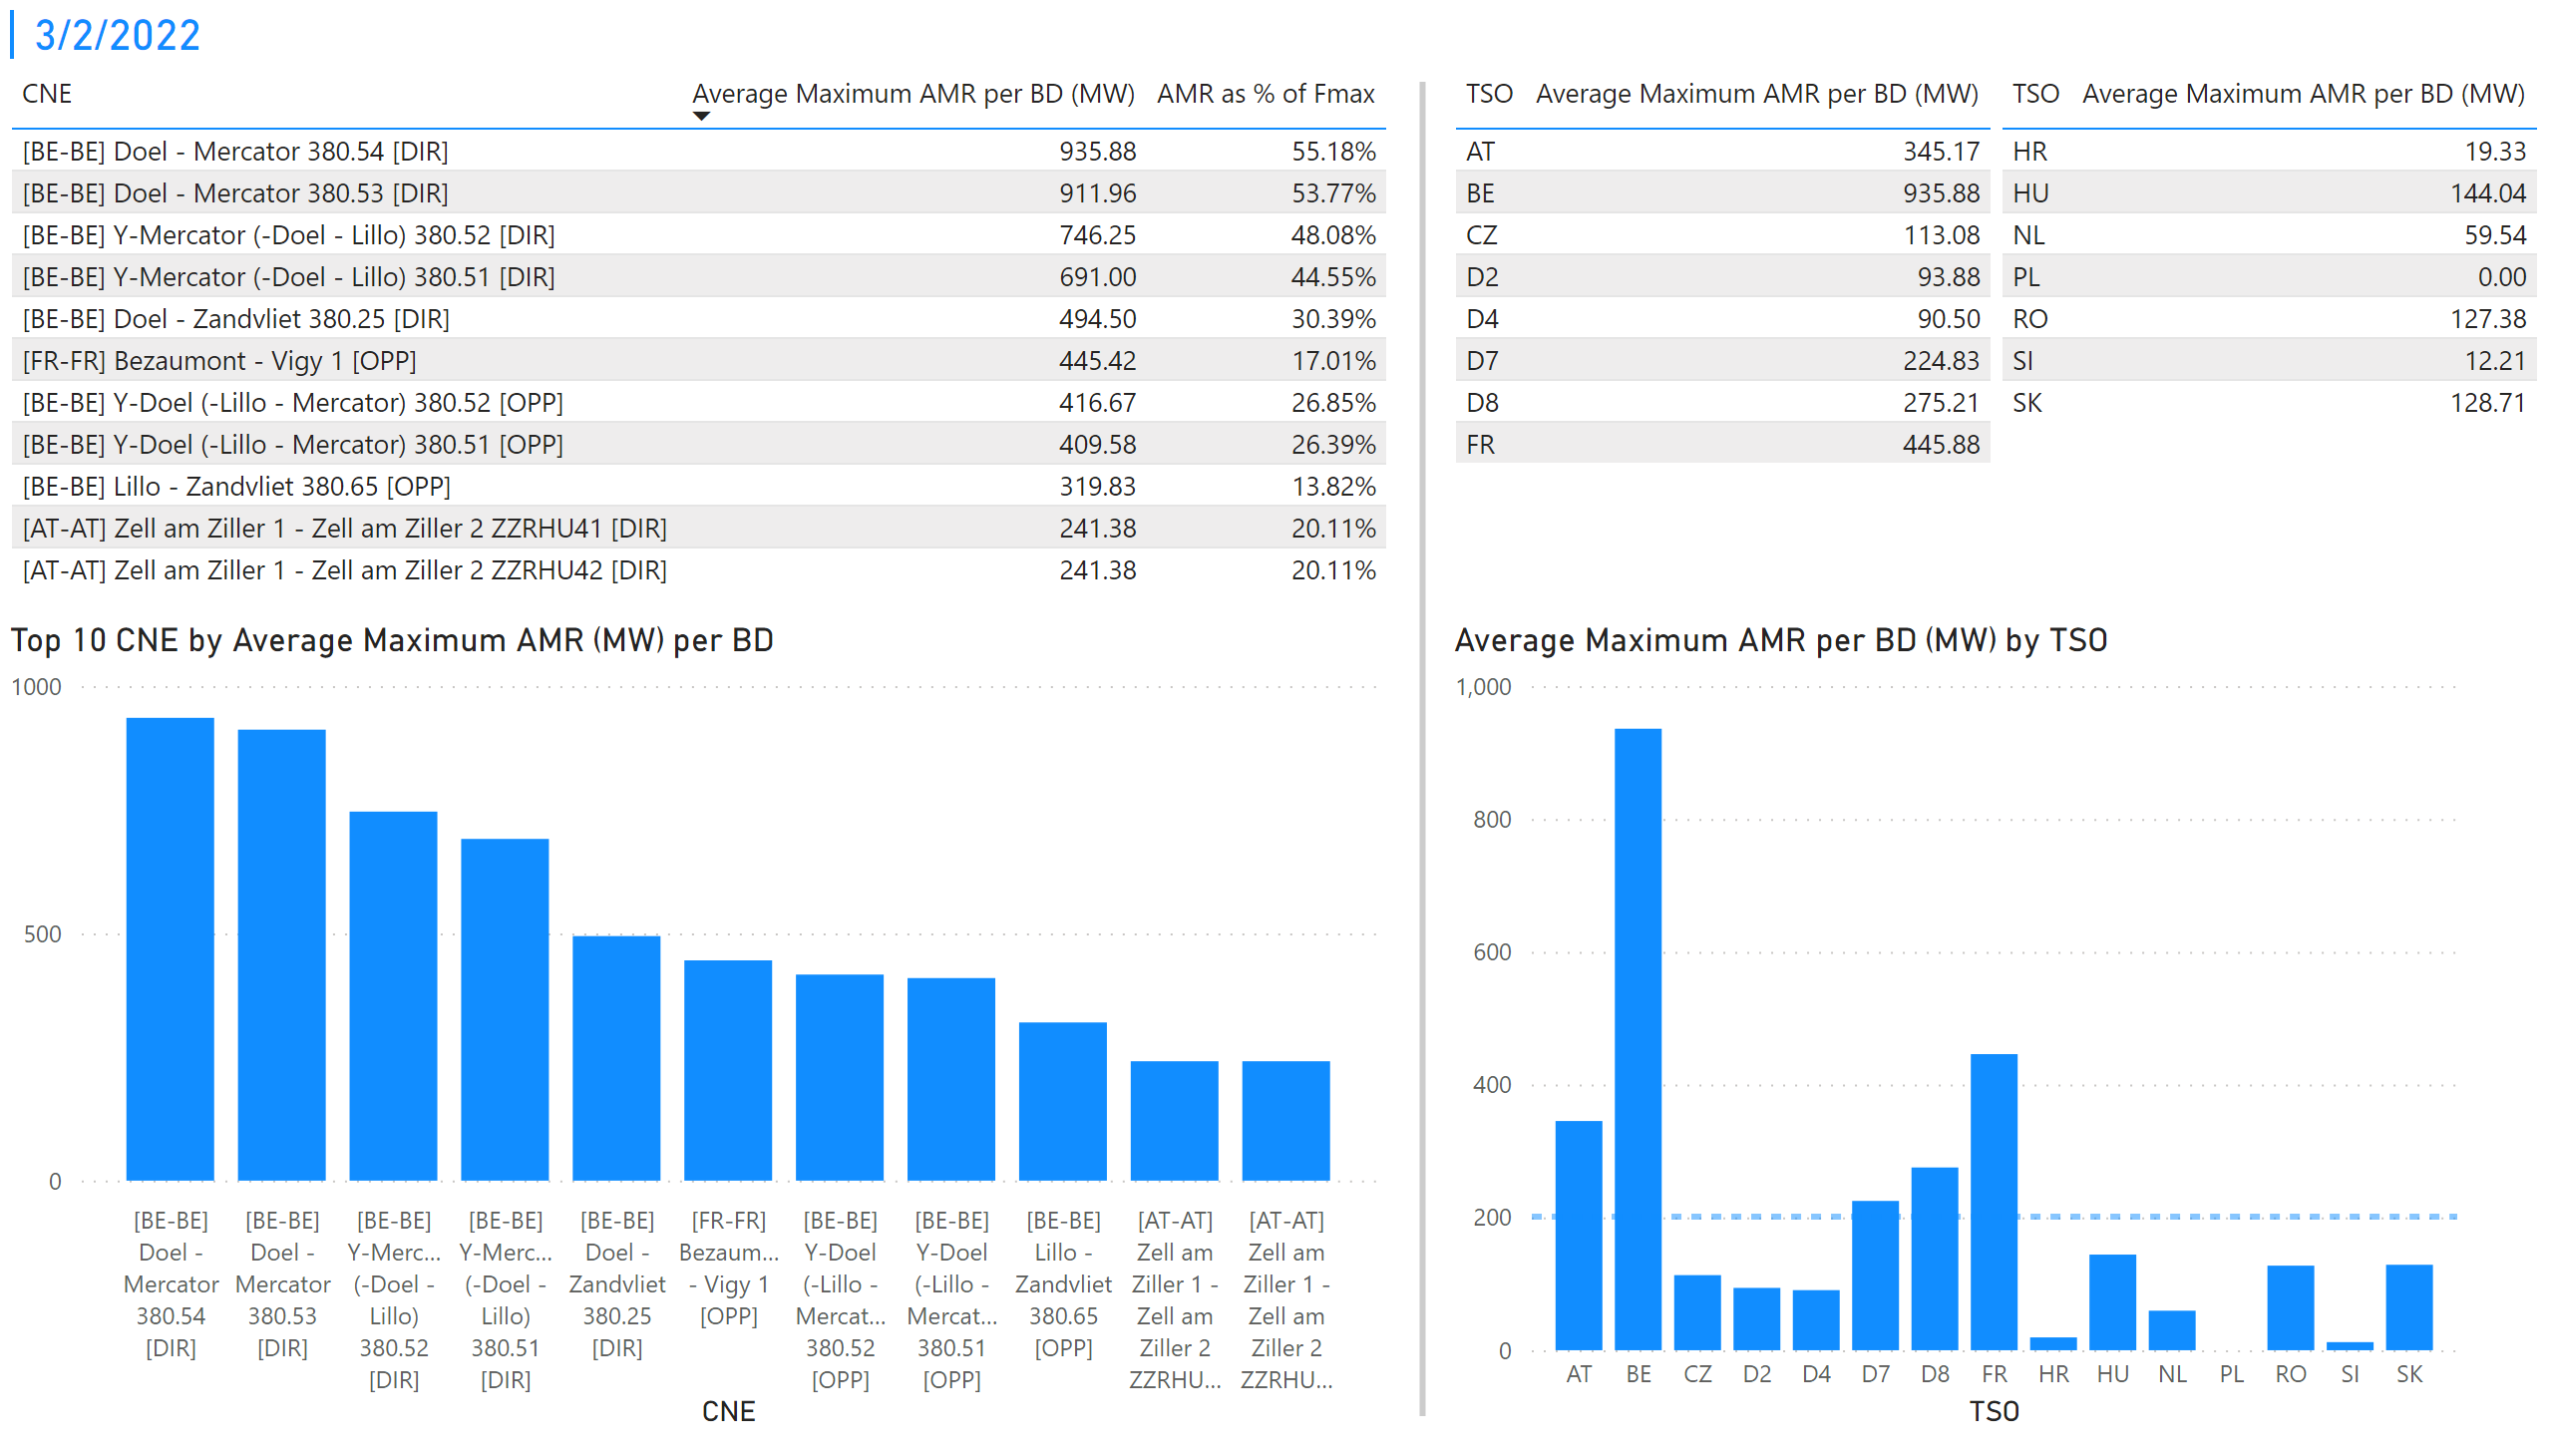 3/2/2022
CNE Average Maximum AMR per BD (MW) AMR as % of Fmax
[BE-BE] Doel - Mercator 380.54 [DIR] 935.88 55.18%
[BE-BE] Doel - Mercator 380.53 [DIR] 911.96 53.77%
[BE-BE] Y-Mercator (-Doel - Lillo) 380.52 [DIR] 746.25 48.08%
[BE-BE] Y-Mercator (-Doel - Lillo) 380.51 [DIR] 691.00 44.55%
[BE-BE] Doel - Zandvliet 380.25 [DIR] 494.50 30.39%
[FR-FR] Bezaumont - Vigy 1 [OPP] 445.42 17.01%
[BE-BE] Y-Doel (-Lillo - Mercator) 380.52 [OPP] 416.67 26.85%
[BE-BE] Y-Doel (-Lillo - Mercator) 380.51 [OPP] 409.58 26.39%
[BE-BE] Lillo - Zandvliet 380.65 [OPP] 319.83 13.82%
[AT-AT] Zell am Ziller 1 - Zell am Ziller 2 ZZRHU41 [DIR] 241.38 20.11%
[AT-AT] Zell am Ziller 1 - Zell am Ziller 2 ZZRHU42 [DIR] 241.38 20.11%
TSO Average Maximum AMR per BD (MW)
AT 345.17
BE 935.88
CZ 113.08
D2 93.88
D4 90.50
D7 224.83
D8 275.21
FR 445.88
TSO Average Maximum AMR per BD (MW)
HR 19.33
HU 144.04
NL 59.54
PL 0.00
RO 127.38
SI 12.21
SK 128.71
Top 10 CNE by Average Maximum AMR (MW) per BD
1000
500
0
[BE-BE]
Doel -
Mercator
380.54
[DIR]
[BE-BE]
Doel -
Mercator
380.53
[DIR]
[BE-BE]
Y-Merc...
(-Doel -
Lillo)
380.52
[DIR]
[BE-BE]
Y-Merc...
(-Doel -
Lillo)
380.51
[DIR]
[BE-BE]
Doel -
Zandvliet
380.25
[DIR]
[FR-FR]
Bezaum...
- Vigy 1
[OPP]
[BE-BE]
Y-Doel
(-Lillo -
Mercat...
380.52
[OPP]
[BE-BE]
Y-Doel
(-Lillo -
Mercat...
380.51
[OPP]
[BE-BE]
Lillo -
Zandvliet
380.65
[OPP]
[AT-AT]
Zell am
Ziller 1 -
Zell am
Ziller 2
ZZRHU...
[AT-AT]
Zell am
Ziller 1 -
Zell am
Ziller 2
ZZRHU...
CNE
Average Maximum AMR per BD (MW) by TSO
1,000
800
600
400
200
0
AT BE CZ D2 D4 D7 D8 FR HR HU NL PL RO SI SK
TSO